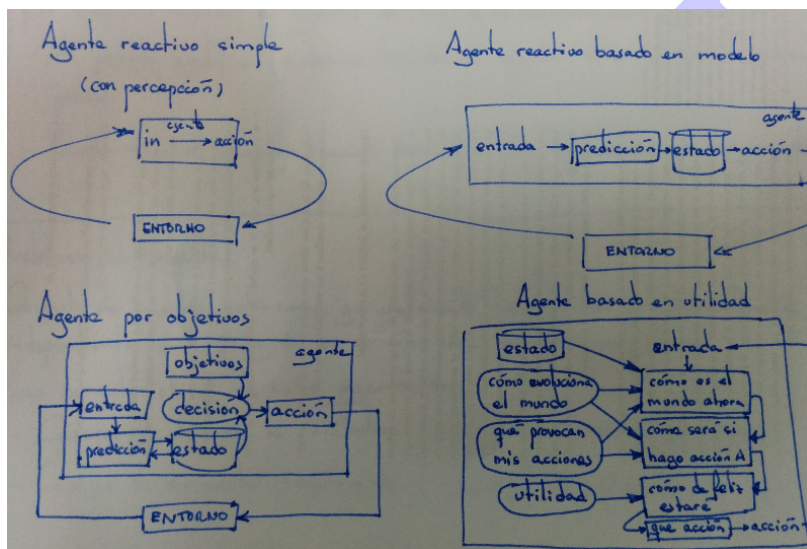 Agente reactivo simple
(con percepción)
agente
in → acción
ENTORNO
Agente reactivo basado en modelo
agente
entrada → predicción → estado → acción
ENTORNO
Agente por objetivos
agente
objetivos
entrada
decision
acción
predicción
estado
ENTORNO
Agente basado en utilidad
estado
entrada
cómo evoluciona
el mundo
cómo es el
mundo ahora
qué provocan
mis acciones
cómo será si
hago acción A
utilidad
cómo de feliz
estaré
que acción → acción